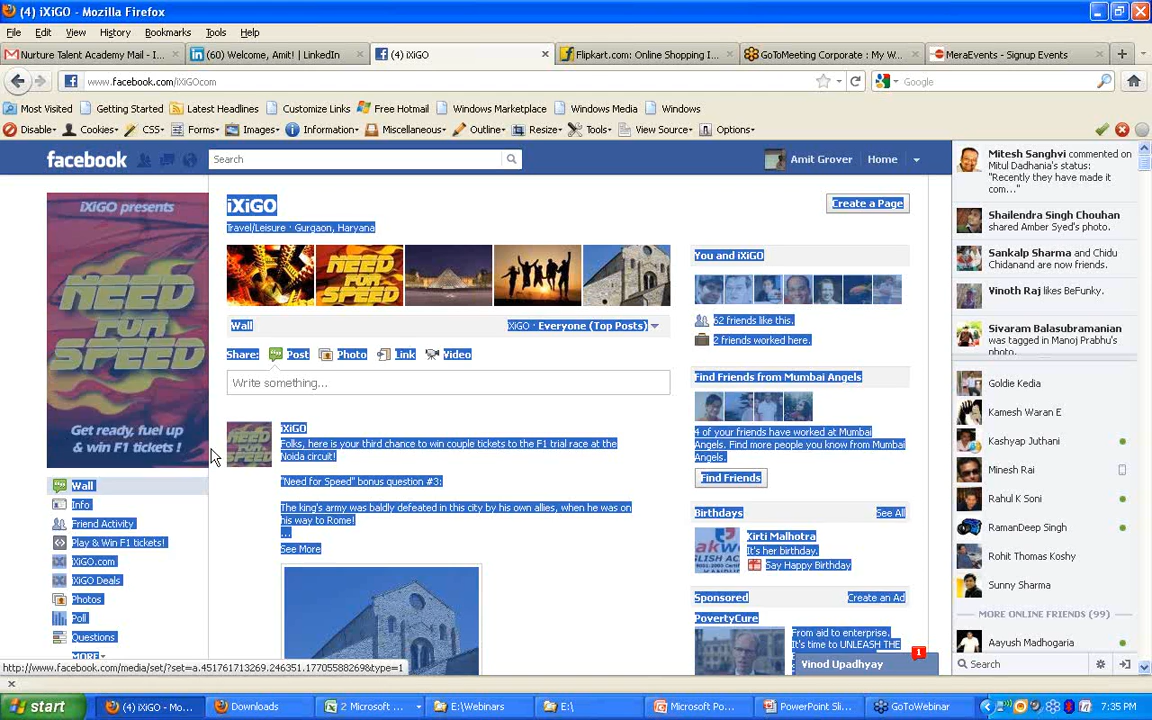 (4) iXiGO - Mozilla Firefox
File Edit View History Bookmarks Tools Help
Nurture Talent Academy Mail - I...
(60) Welcome, Amit! | LinkedIn
(4) iXiGO
Flipkart.com: Online Shopping I...
GoToMeeting Corporate : My W...
MeraEvents - Signup Events
www.facebook.com/iXiGOcom
Google
Most Visited Getting Started Latest Headlines Customize Links Free Hotmail Windows Marketplace Windows Media Windows
Disable Cookies CSS Forms Images Information Miscellaneous Outline Resize Tools View Source Options
facebook
Search
Amit Grover Home
iXiGO presents
NEED
FOR
SPEED
Get ready, fuel up
& win F1 tickets !
Wall
Info
Friend Activity
Play & Win F1 tickets!
iXiGO.com
iXiGO Deals
Photos
Poll
Questions
MORE
iXiGO
Travel/Leisure · Gurgaon, Haryana
Create a Page
NEED
FOR
SPEED
Wall
iXiGO · Everyone (Top Posts)
Share: Post Photo Link Video
Write something...
iXiGO
Folks, here is your third chance to win couple tickets to the F1 trial race at the
Noida circuit!
"Need for Speed" bonus question #3:
The king's army was baldly defeated in this city by his own allies, when he was on
his way to Rome!
...
See More
You and iXiGO
62 friends like this.
2 friends worked here.
Find Friends from Mumbai Angels
4 of your friends have worked at Mumbai
Angels. Find more people you know from Mumbai
Angels.
Find Friends
Birthdays See All
Kirti Malhotra
It's her birthday.
Say Happy Birthday
Sponsored Create an Ad
PovertyCure
From aid to enterprise.
It's time to UNLEASH THE
Vinod Upadhyay
1
Mitesh Sanghvi commented on
Mitul Dadhania's status:
"Recently they have made it
com..."
Shailendra Singh Chouhan
shared Amber Syed's photo.
Sankalp Sharma and Chidu
Chidanand are now friends.
Vinoth Raj likes BeFunky.
Sivaram Balasubramanian
was tagged in Manoj Prabhu's
photo.
Goldie Kedia
Kamesh Waran E
Kashyap Juthani
Minesh Rai
Rahul K Soni
RamanDeep Singh
Rohit Thomas Koshy
Sunny Sharma
MORE ONLINE FRIENDS (99)
Aayush Madhogaria
Search
http://www.facebook.com/media/set/?set=a.451761713269.246351.17705588269&type=1
start
(4) iXiGO - Mo...
Downloads
2 Microsoft ...
E:\Webinars
E:\
Microsoft Po...
PowerPoint Sli...
GoToWebinar
7:35 PM